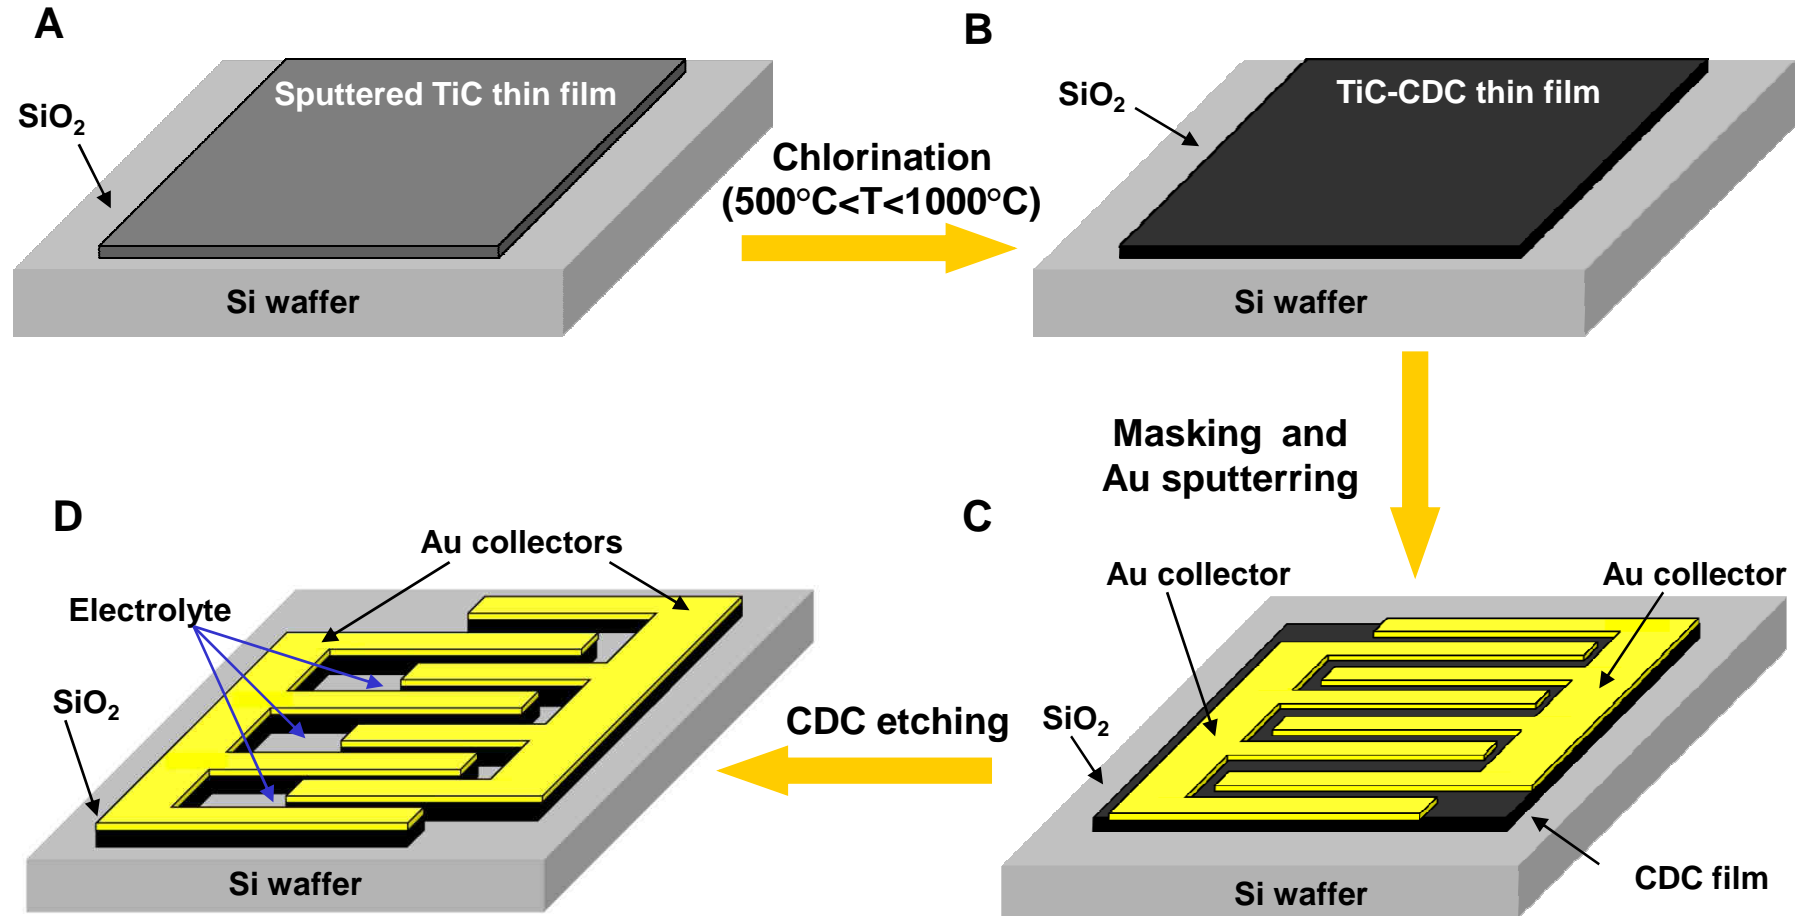 A
Sputtered TiC thin film
SiO₂
Si waffer
Chlorination
(500°C<T<1000°C)
B
SiO₂
TiC-CDC thin film
Si waffer
Masking and
Au sputterring
C
Au collector
Au collector
SiO₂
CDC film
Si waffer
CDC etching
D
Au collectors
Electrolyte
SiO₂
Si waffer